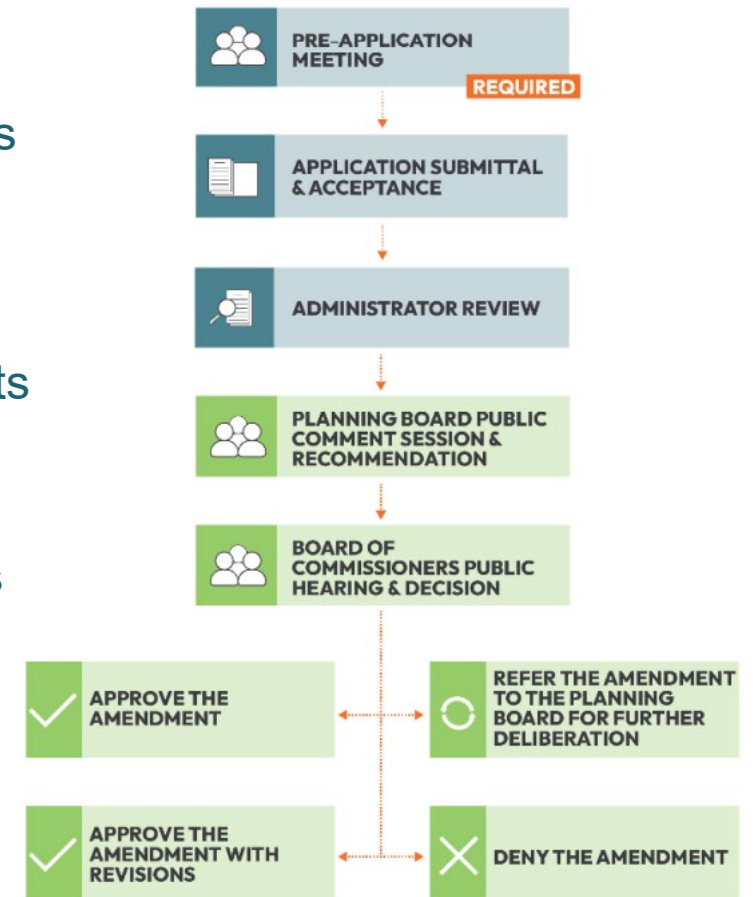 PRE-APPLICATION
MEETING
REQUIRED
s
APPLICATION SUBMITTAL
& ACCEPTANCE
ADMINISTRATOR REVIEW
ts
PLANNING BOARD PUBLIC
COMMENT SESSION &
RECOMMENDATION
BOARD OF
COMMISSIONERS PUBLIC
HEARING & DECISION
s
APPROVE THE
AMENDMENT
REFER THE AMENDMENT
TO THE PLANNING
BOARD FOR FURTHER
DELIBERATION
APPROVE THE
AMENDMENT WITH
REVISIONS
DENY THE AMENDMENT